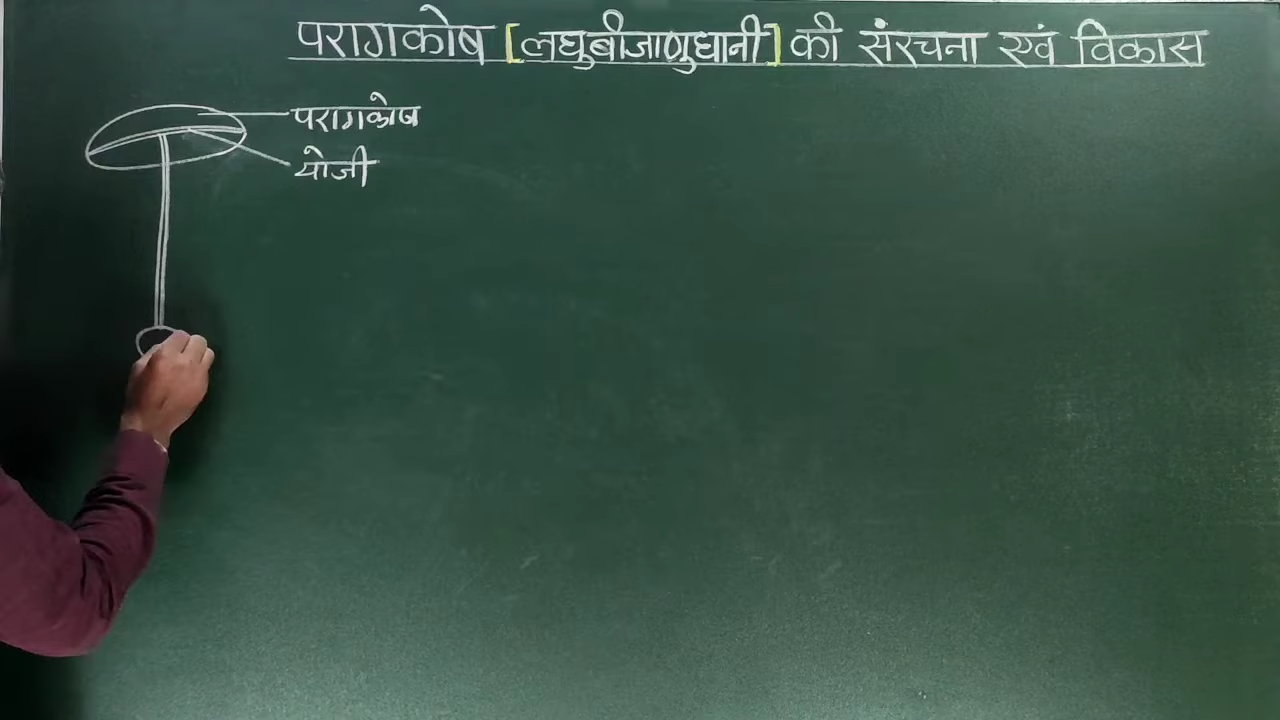 परागकोष [लघुबीजाणुधानी] की संरचना एवं विकास
परागकोष
योजी